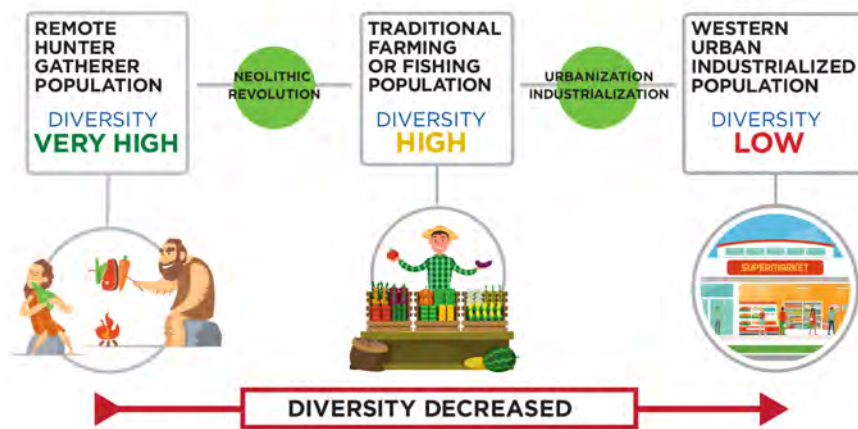 REMOTE
HUNTER
GATHERER
POPULATION
DIVERSITY
VERY HIGH
NEOLITHIC
REVOLUTION
TRADITIONAL
FARMING
OR FISHING
POPULATION
DIVERSITY
HIGH
URBANIZATION
INDUSTRIALIZATION
WESTERN
URBAN
INDUSTRIALIZED
POPULATION
DIVERSITY
LOW
SUPERMARKET
DIVERSITY DECREASED